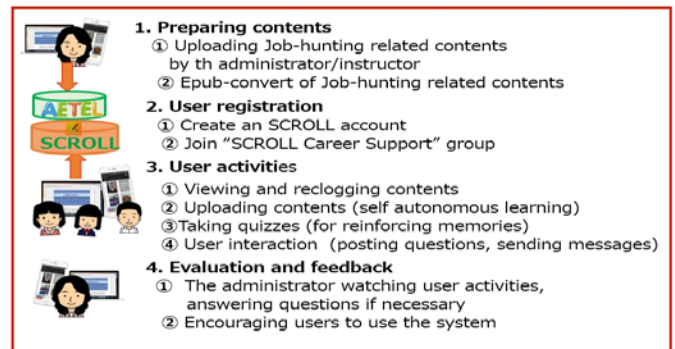 1. Preparing contents
① Uploading Job-hunting related contents
by th administrator/instructor
② Epub-convert of Job-hunting related contents
AETEL
SCROLL
2. User registration
① Create an SCROLL account
② Join “SCROLL Career Support” group
3. User activities
① Viewing and reclogging contents
② Uploading contents (self autonomous learning)
③Taking quizzes (for reinforcing memories)
④ User interaction (posting questions, sending messages)
4. Evaluation and feedback
① The administrator watching user activities,
answering questions if necessary
② Encouraging users to use the system